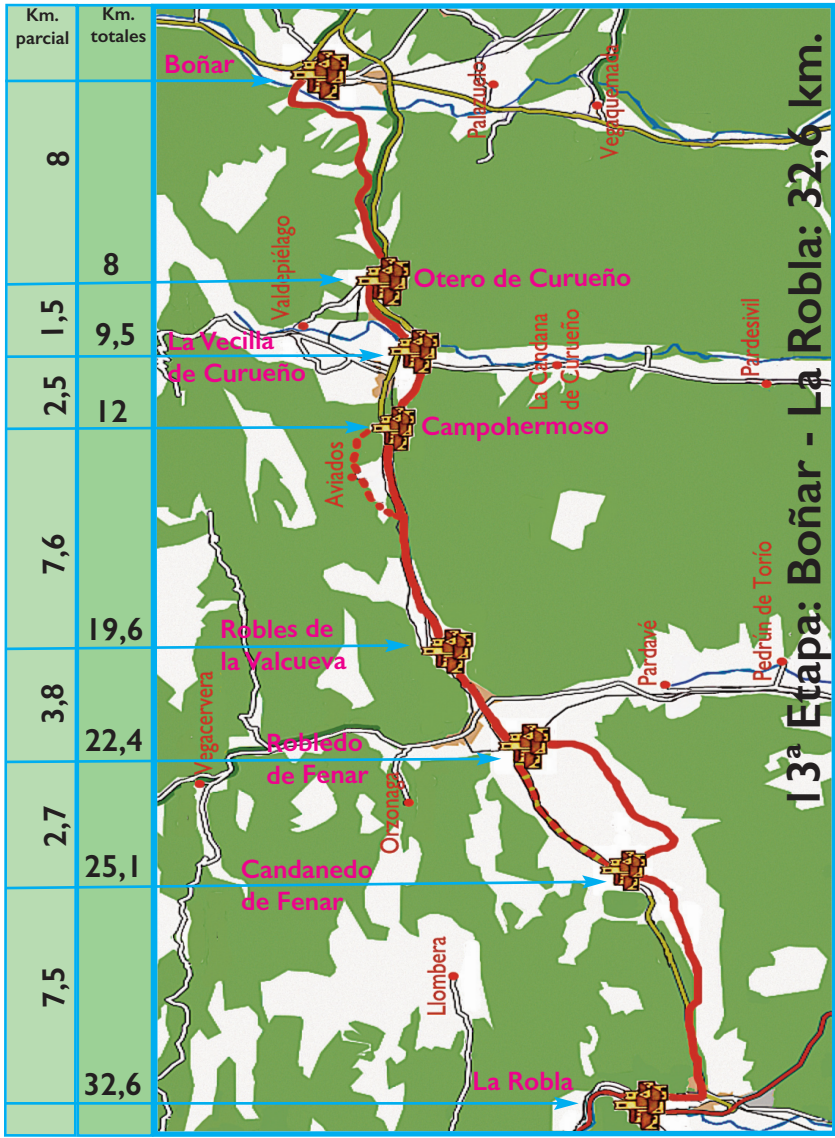 Km.
parcial
Km.
totales
8
1,5
2,5
7,6
3,8
2,7
7,5
8
9,5
12
19,6
22,4
25,1
32,6
Boñar
Palazuelo
Vegaquemada
Otero de Curueño
Valdepiélago
La Vecilla
de Curueño
La Candana
de Curueño
Pardesivil
Campohermoso
Aviados
Robles de
la Valcueva
Pardavé
Pedrún de Torío
Vegacervera
Robledo
de Fenar
Orzonaga
Candanedo
de Fenar
Llombera
La Robla
13ª Etapa: Boñar - La Robla: 32,6 km.